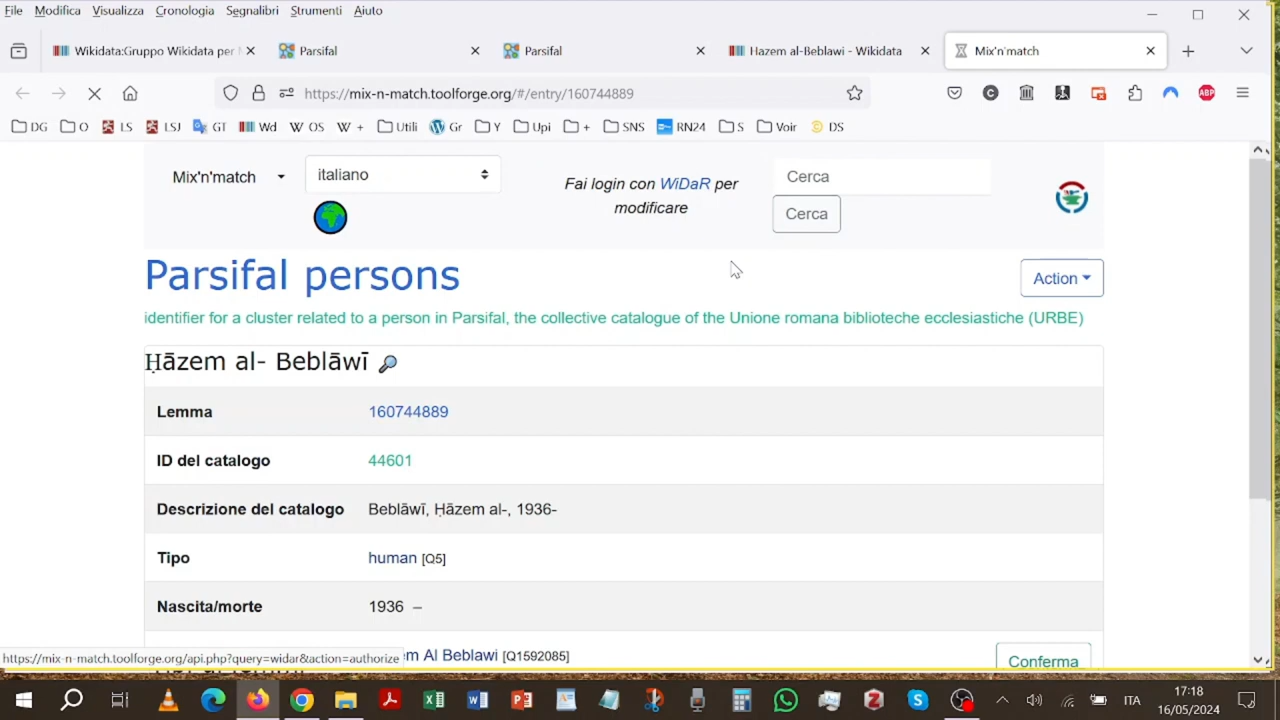 File Modifica Visualizza Cronologia Segnalibri Strumenti Aiuto
Wikidata:Gruppo Wikidata per Parsifal Parsifal Hazem al-Beblawi - Wikidata Mix'n'match
https://mix-n-match.toolforge.org/#/entry/160744889
DG O LS LSJ GT Wd OS + Utili Gr Y Upi + SNS RN24 S Voir DS
Mix'n'match italiano Fai login con WiDaR per modificare Cerca
Cerca
Parsifal persons Action
identifier for a cluster related to a person in Parsifal, the collective catalogue of the Unione romana biblioteche ecclesiastiche (URBE)
Ḥāzem al- Beblāwī
Lemma 160744889
ID del catalogo 44601
Descrizione del catalogo Beblāwī, Ḥāzem al-, 1936-
Tipo human [Q5]
Nascita/morte 1936 –
m Al Beblawi [Q1592085] Conferma
https://mix-n-match.toolforge.org/api.php?query=widar&action=authorize
ITA 17:18
16/05/2024